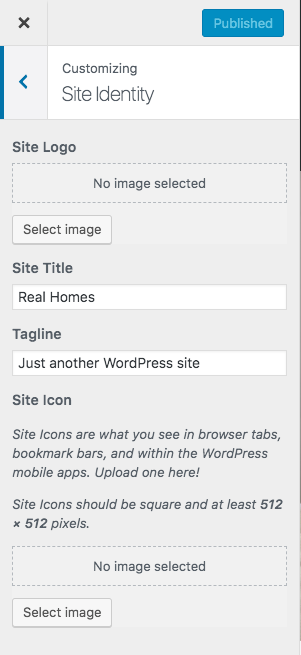 Published
Customizing
Site Identity
Site Logo
No image selected
Select image
Site Title
Real Homes
Tagline
Just another WordPress site
Site Icon
Site Icons are what you see in browser tabs,
bookmark bars, and within the WordPress
mobile apps. Upload one here!
Site Icons should be square and at least 512
× 512 pixels.
No image selected
Select image